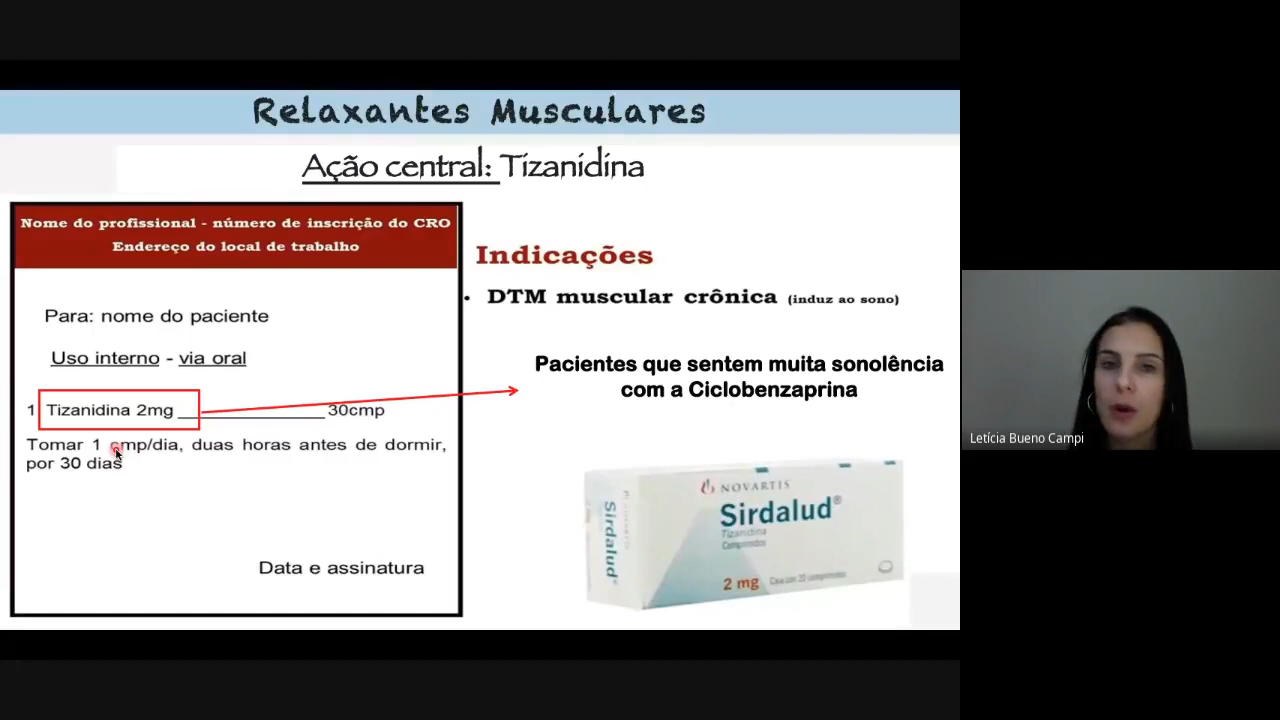 Relaxantes Musculares
Ação central: Tizanidina
Nome do profissional - número de inscrição do CRO
Endereço do local de trabalho
Para: nome do paciente
Uso interno - via oral
1 Tizanidina 2mg ________________ 30cmp
Tomar 1 cmp/dia, duas horas antes de dormir,
por 30 dias
Data e assinatura
Indicações
• DTM muscular crônica (induz ao sono)
Pacientes que sentem muita sonolência
com a Ciclobenzaprina
NOVARTIS
Sirdalud®
Tizanidina
Comprimidos
2 mg
Sirdalud®
Letícia Bueno Campi